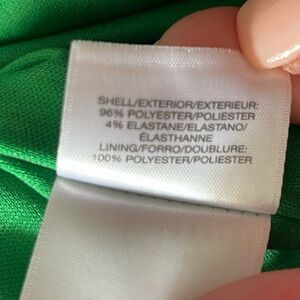 SHELL/EXTERIOR/EXTERIEUR:
96% POLYESTER/POLIESTER
4% ELASTANE/ELASTANO/
ÉLASTHANNE
LINING/FORRO/DOUBLURE:
100% POLYESTER/POLIESTER